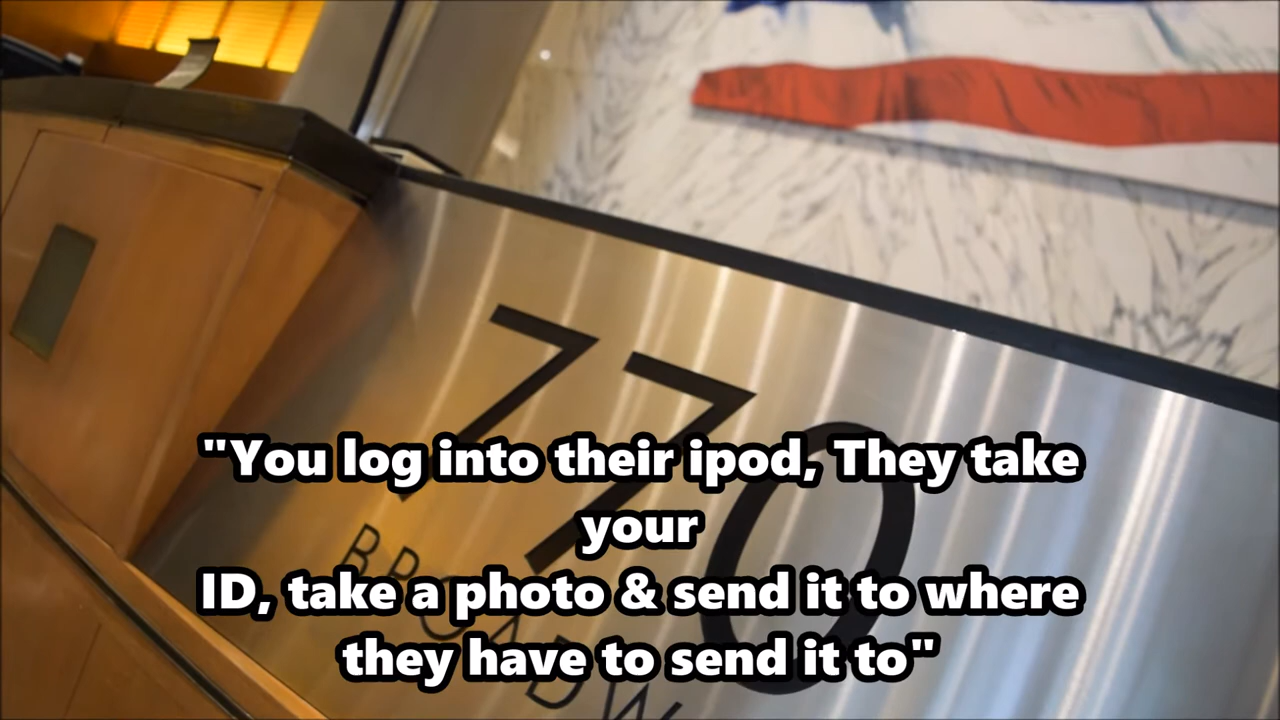 770
BROADW
"You log into their ipod, They take
your
ID, take a photo & send it to where
they have to send it to"